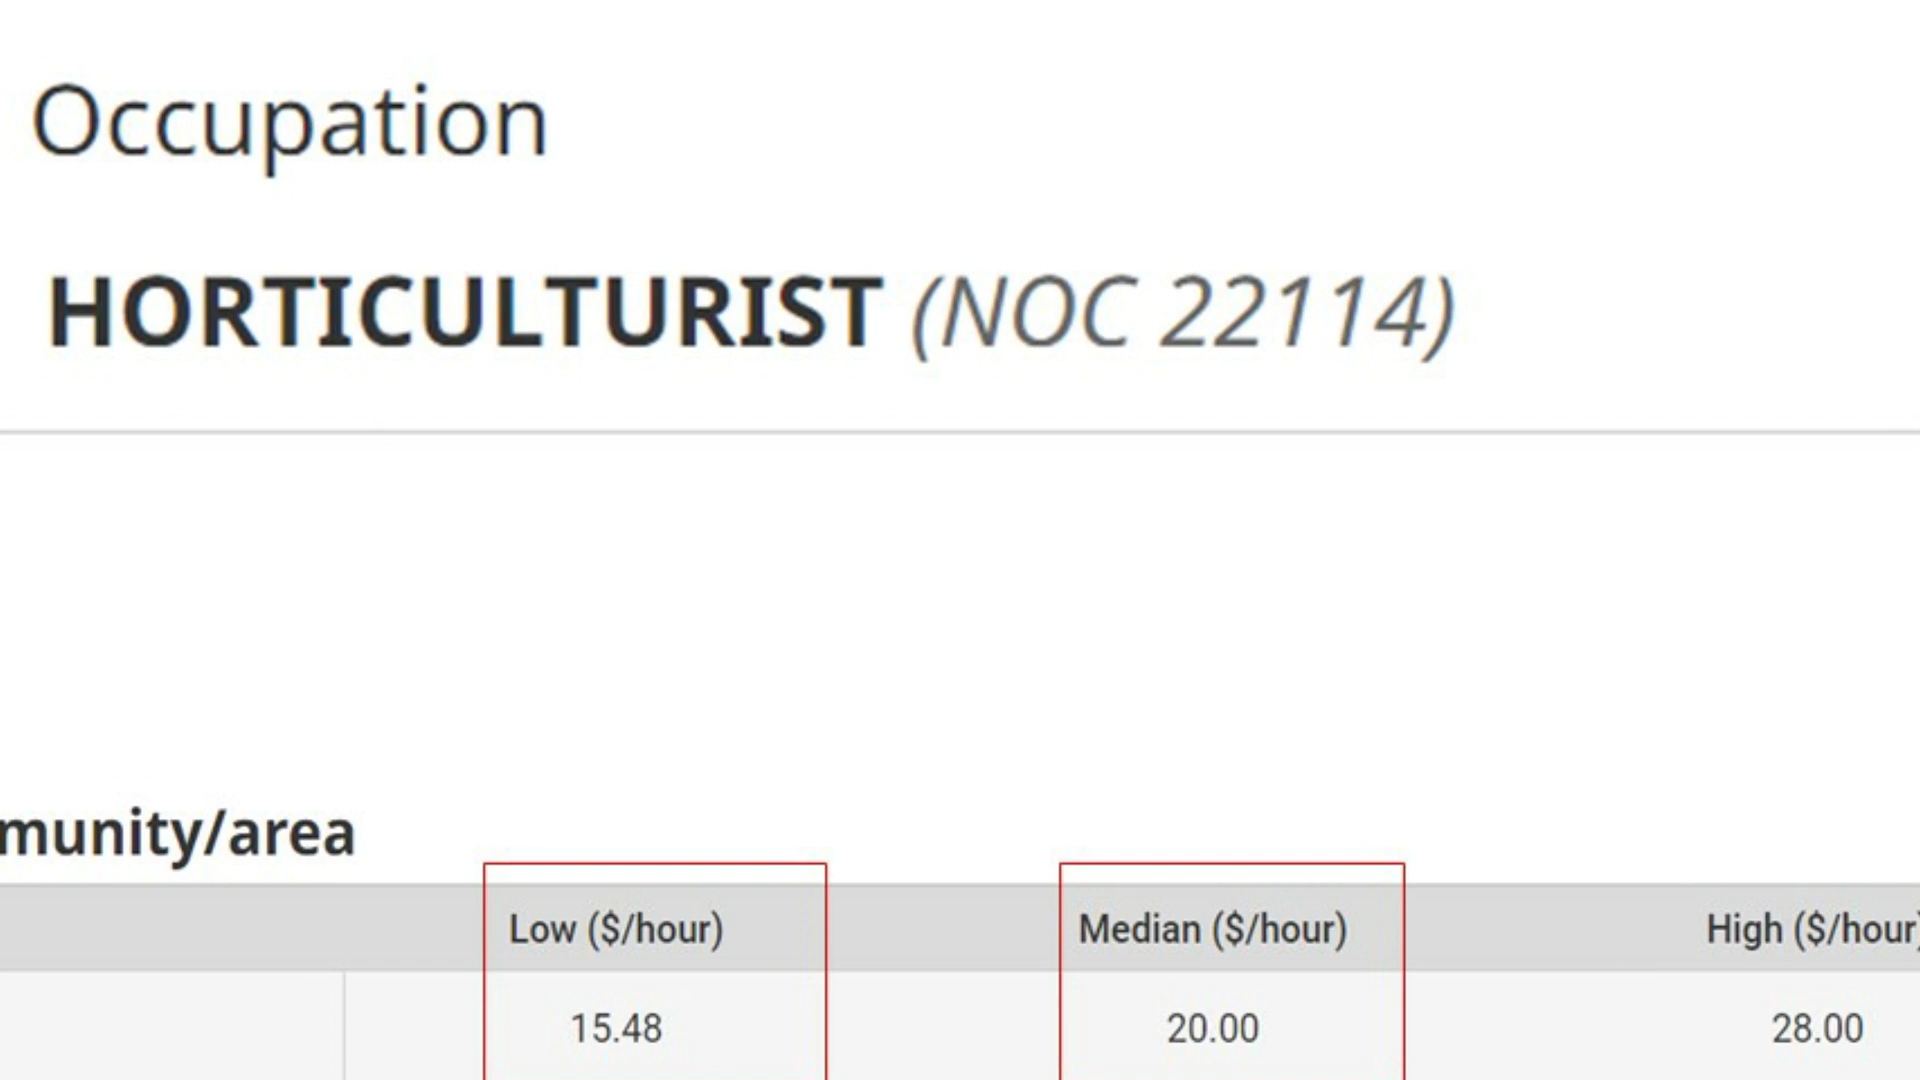 Occupation
HORTICULTURIST (NOC 22114)
munity/area
Low ($/hour) Median ($/hour) High ($/hour)
15.48 20.00 28.00